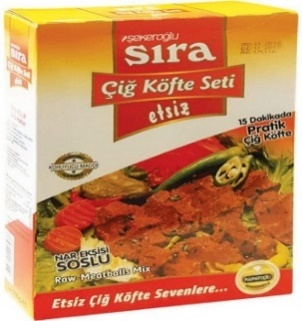 şekeroğlu
sıra
Çiğ Köfte Seti
etsiz
15 Dakikada
Pratik
Çiğ Köfte
NAR EKŞİSİ
SOSLU
Raw Meatballs Mix
Etsiz Çiğ Köfte Sevenlere...